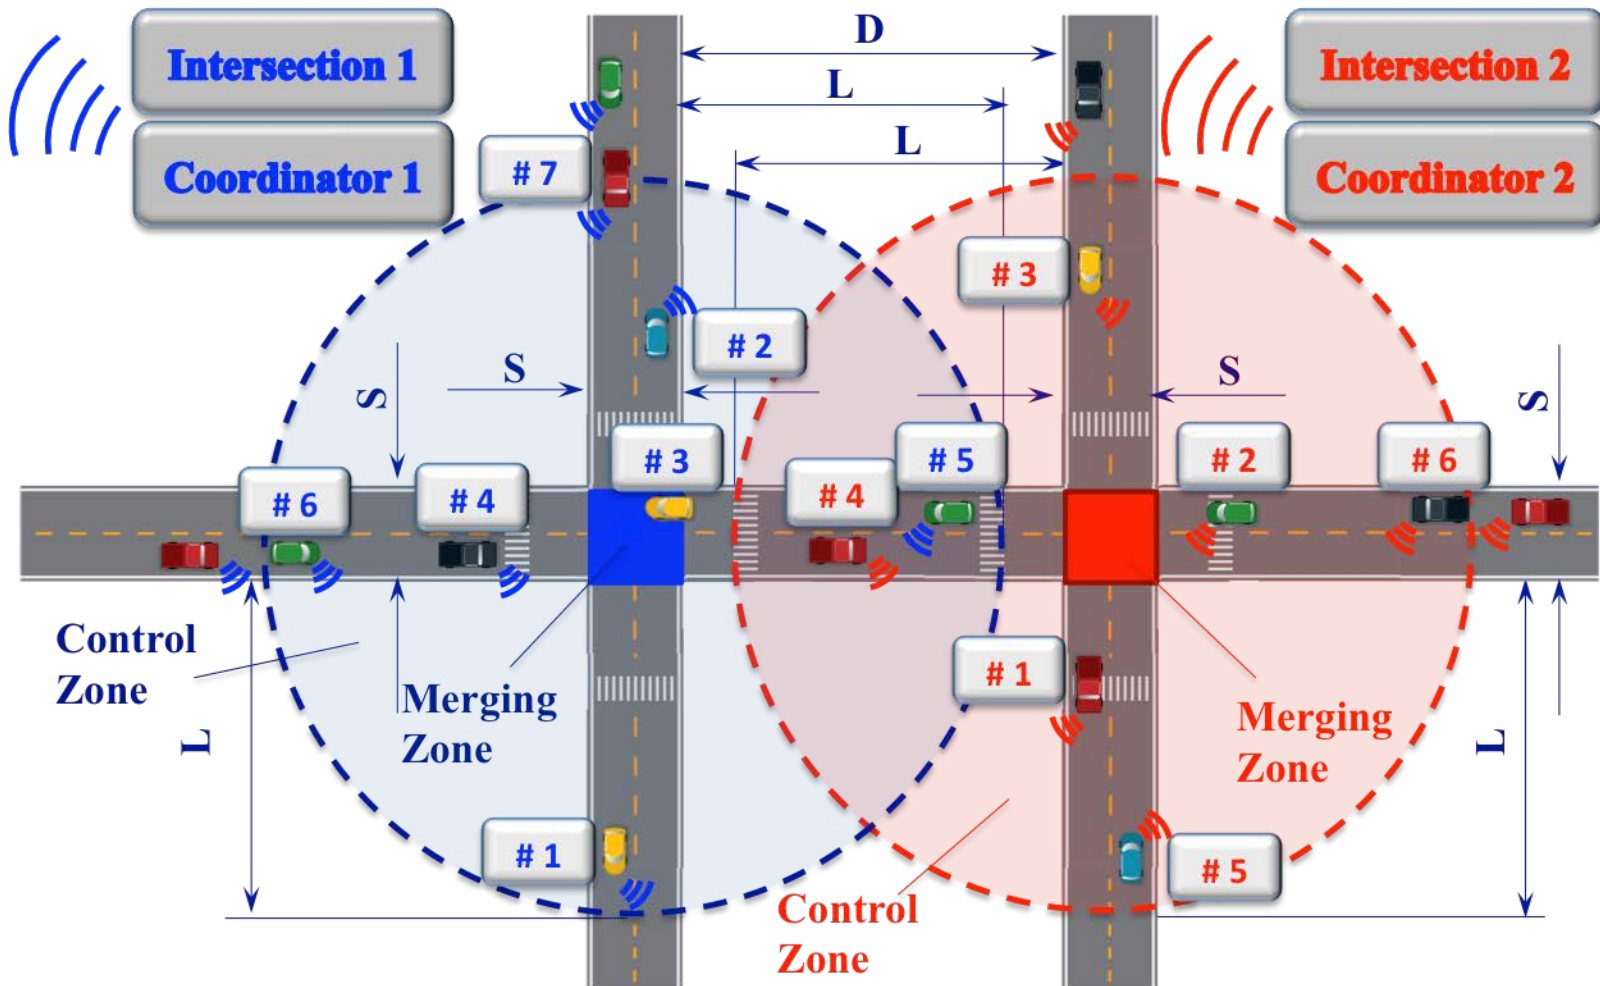 Intersection 1
Coordinator 1
D
L
L
Intersection 2
Coordinator 2
# 7
# 3
# 2
S
S
S
S
# 3
# 5
# 2
# 6
# 6
# 4
# 4
Control
Zone
Merging
Zone
L
# 1
Merging
Zone
L
# 1
# 5
Control
Zone